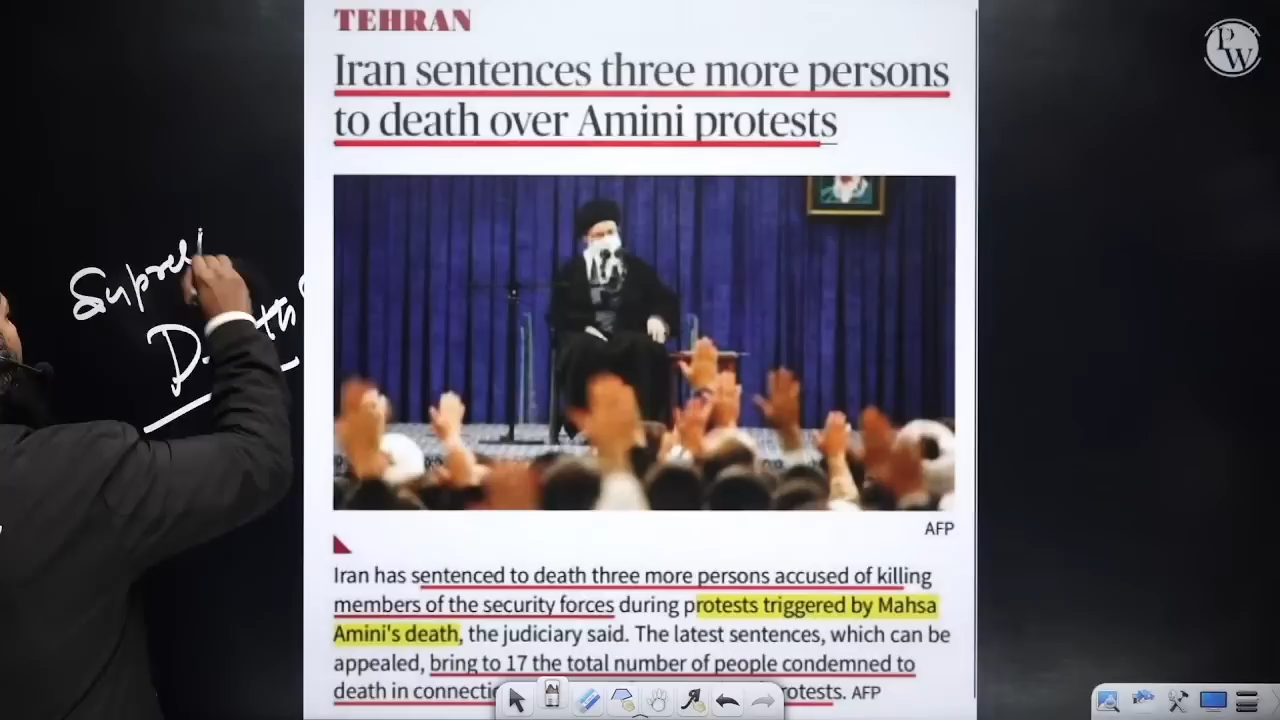 TEHRAN
PW
Iran sentences three more persons
to death over Amini protests
Supre
AFP
Iran has sentenced to death three more persons accused of killing
members of the security forces during protests triggered by Mahsa
Amini's death, the judiciary said. The latest sentences, which can be
appealed, bring to 17 the total number of people condemned to
death in
AFP